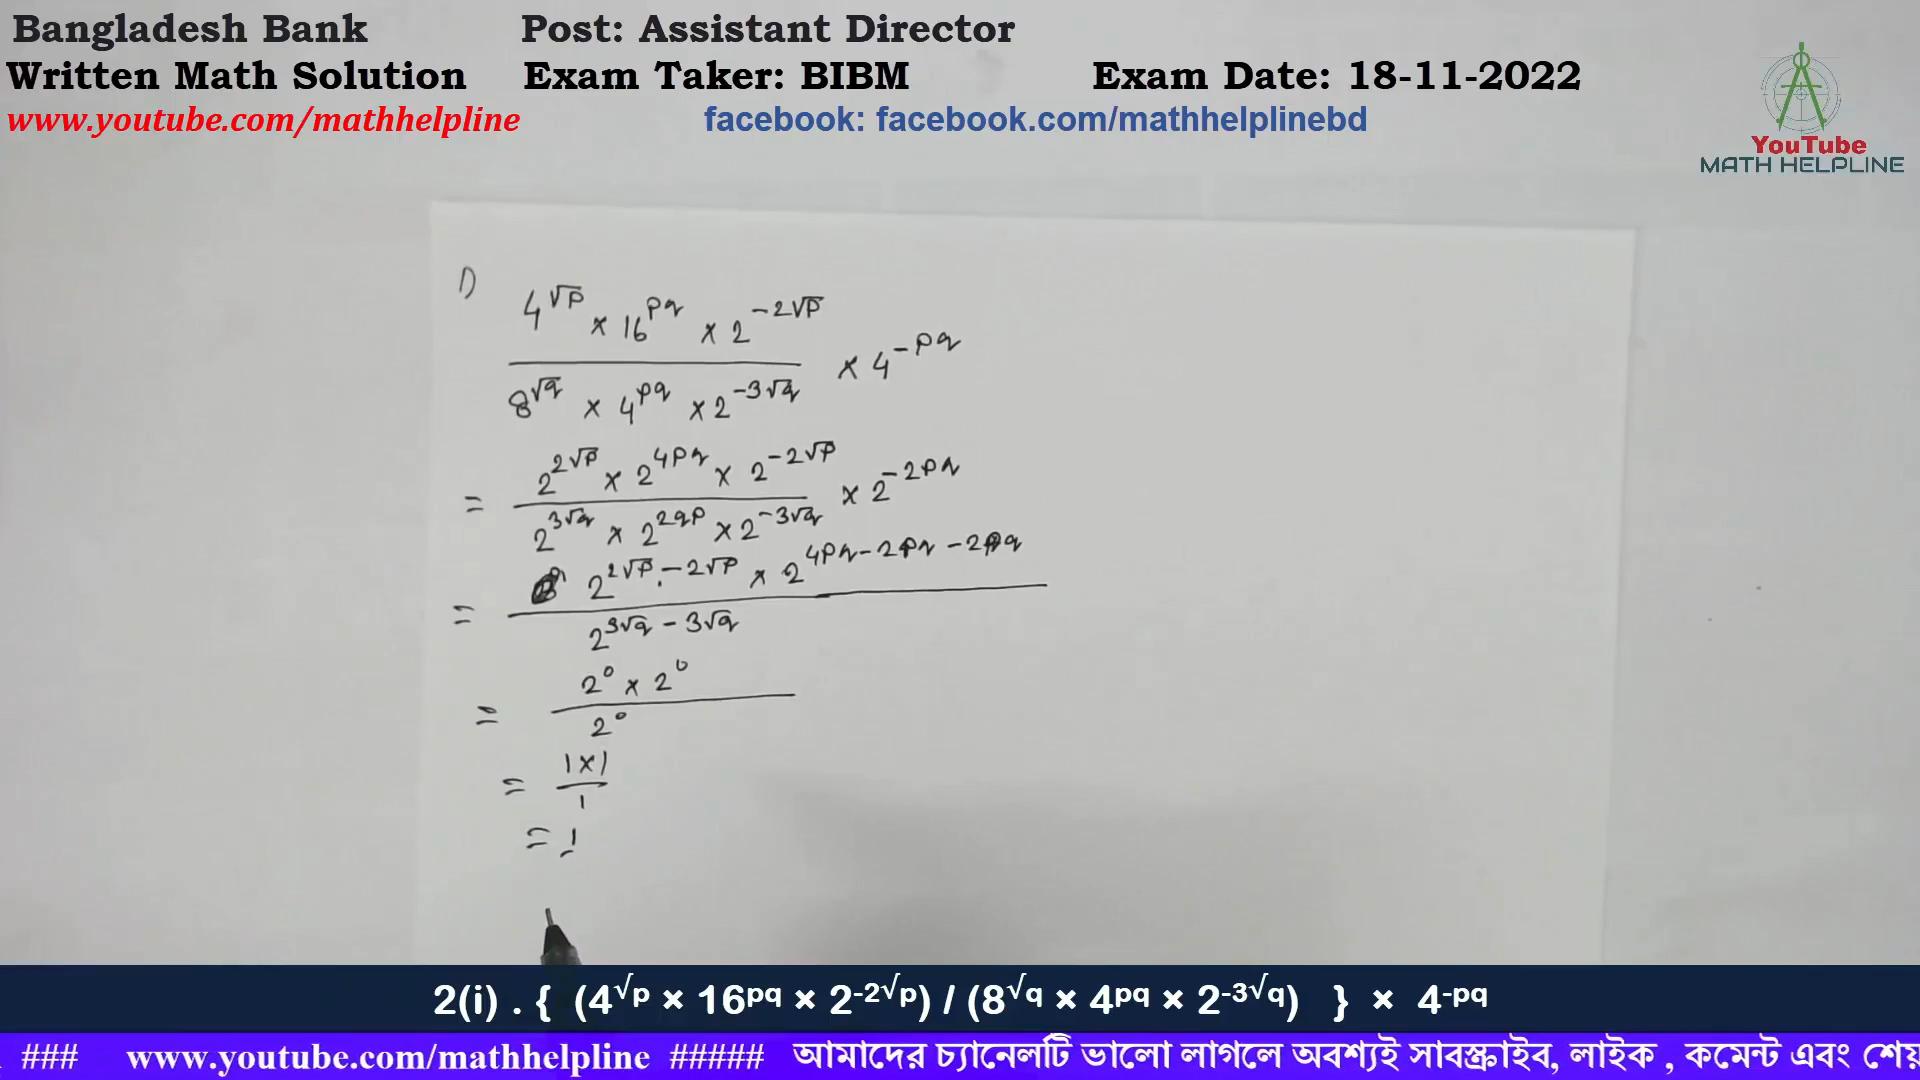 Bangladesh Bank Post: Assistant Director
Written Math Solution Exam Taker: BIBM Exam Date: 18-11-2022
www.youtube.com/mathhelpline facebook: facebook.com/mathhelplinebd
YouTube
MATH HELPLINE
1)
4^√p × 16^pq × 2^-2√p
× 4^-pq
8^√q × 4^pq × 2^-3√q
2^2√p × 2^4pq × 2^-2√p
= × 2^-2pq
2^3√q × 2^2qp × 2^-3√q
2^2√p-2√p × 2^4pq-2pq-2pq
=
2^3√q-3√q
2^0 × 2^0
=
2^0
1×1
=
1
= 1
2(i) . { (4^√p × 16^pq × 2^-2√p) / (8^√q × 4^pq × 2^-3√q) } × 4^-pq
### www.youtube.com/mathhelpline ##### আমাদের চ্যানেলটি ভালো লাগলে অবশ্যই সাবস্ক্রাইব, লাইক , কমেন্ট এবং শেয়